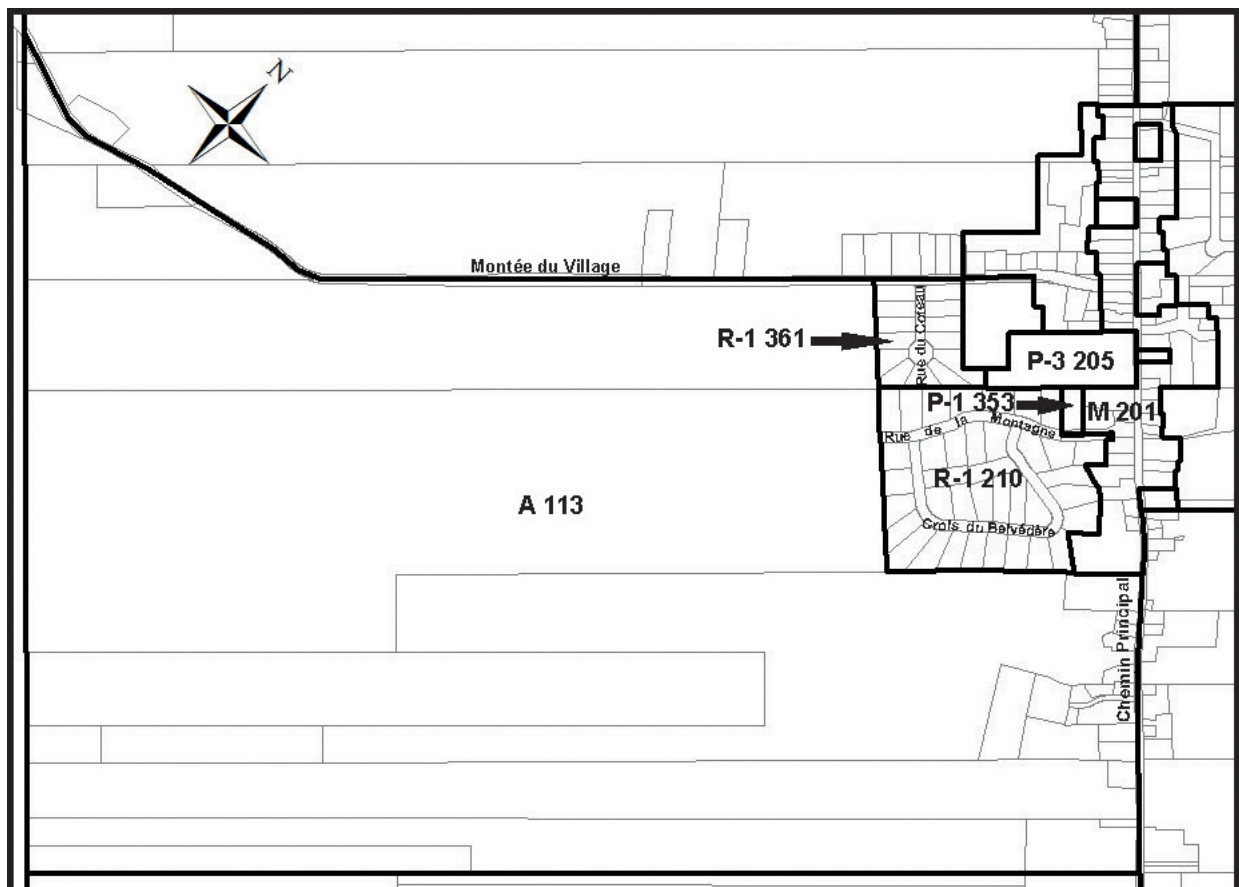 N
Montée du Village
R-1 361
Rue du Coteau
P-3 205
P-1 353
M 201
Rue de la Montagne
R-1 210
A 113
Crois du Belvédère
Chemin Principal